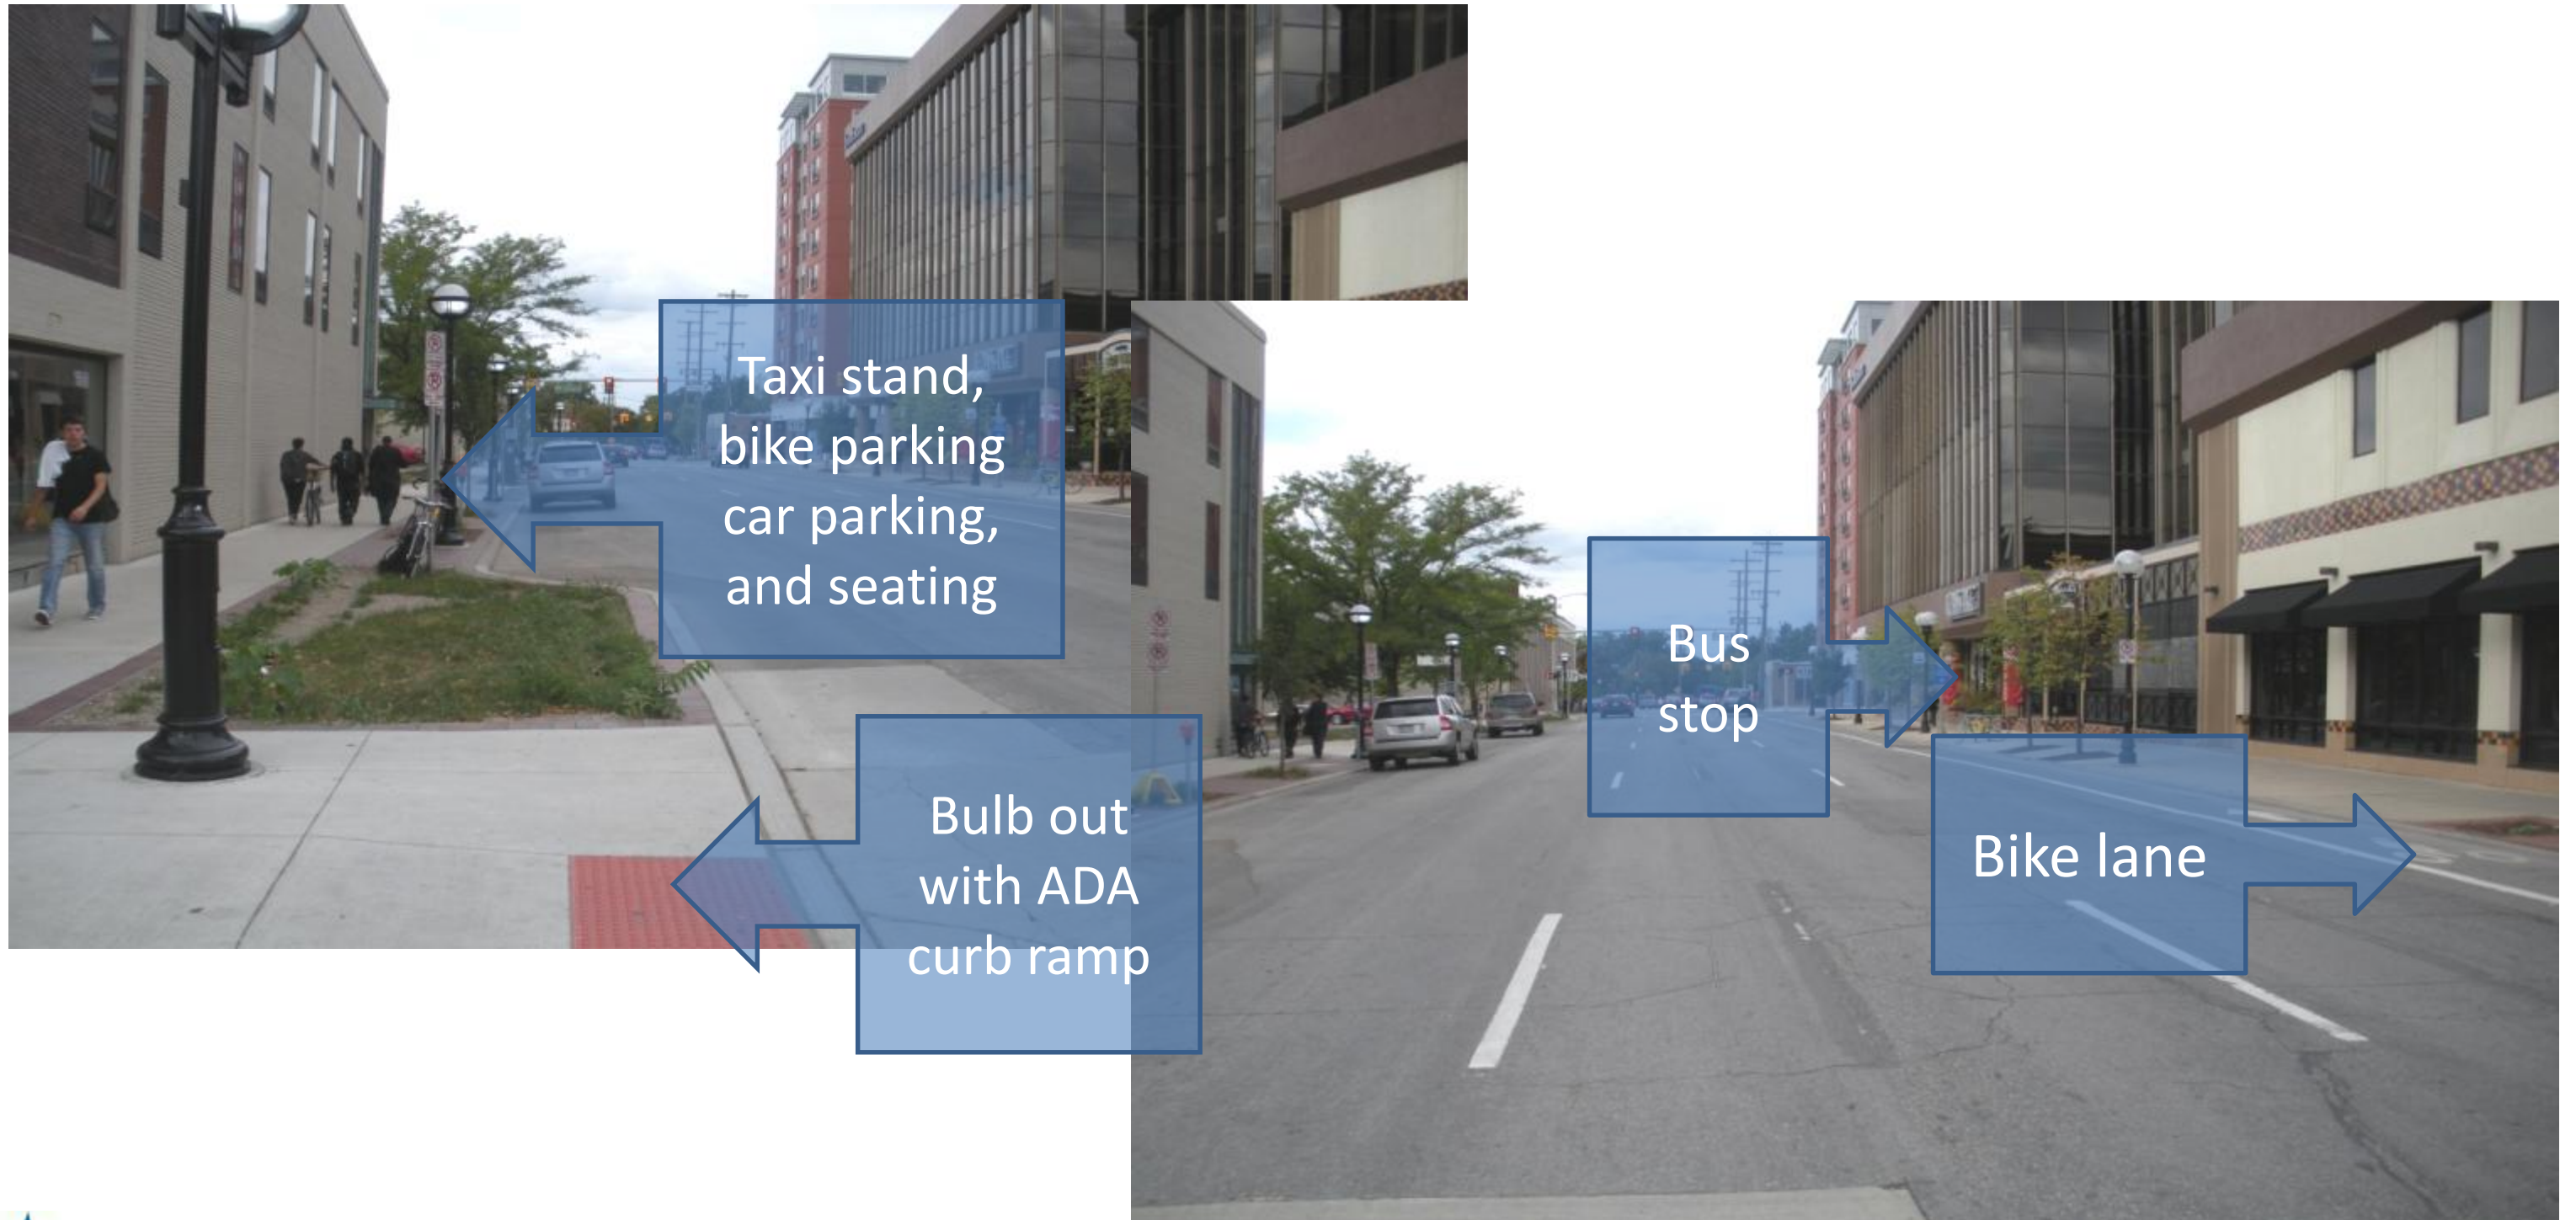 Taxi stand,
bike parking
car parking,
and seating
Bulb out
with ADA
curb ramp
Bus
stop
Bike lane